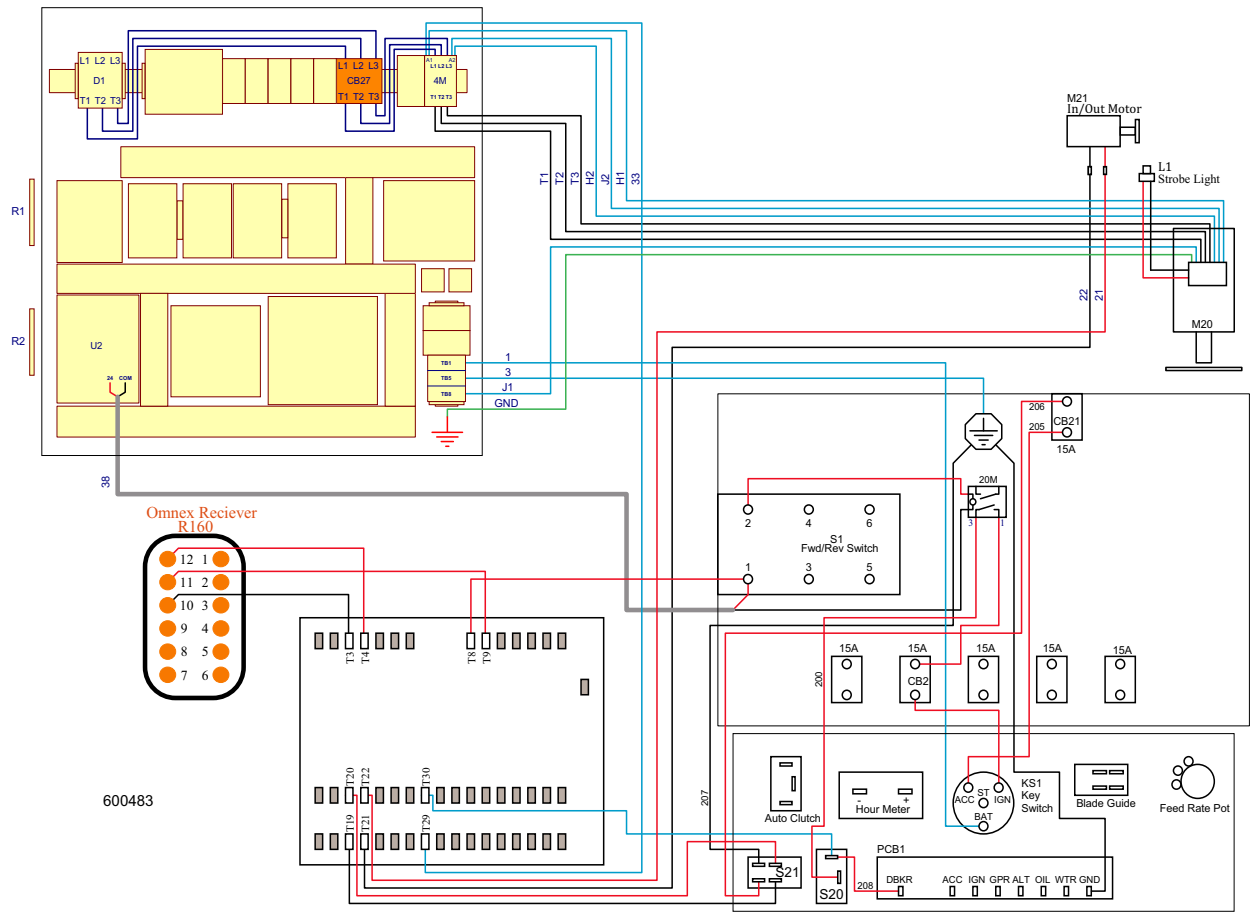 L1 L2 L3
D1
T1 T2 T3
L1 L2 L3
CB27
T1 T2 T3
A1 A2
L1 L2 L3
4M
T1 T2 T3
M21
In/Out Motor
L1
Strobe Light
T1
T2
T3
H2
J2
H1
33
R1
R2
U2
24 COM
38
TB1
TB5
TB8
1
3
J1
GND
22
21
M20
206
205
CB21
15A
20M
3 1
2 4 6
S1
Fwd/Rev Switch
1 3 5
Omnex Reciever
R160
12 1
11 2
10 3
9 4
8 5
7 6
T3
T4
T8
T9
T20
T22
T30
T19
T21
T29
600483
200
15A
15A
CB2
15A
15A
15A
207
Auto Clutch
- +
Hour Meter
ACC ST IGN
BAT
KS1
Key
Switch
Blade Guide
Feed Rate Pot
S21
S20
208
PCB1
DBKR ACC IGN GPR ALT OIL WTR GND